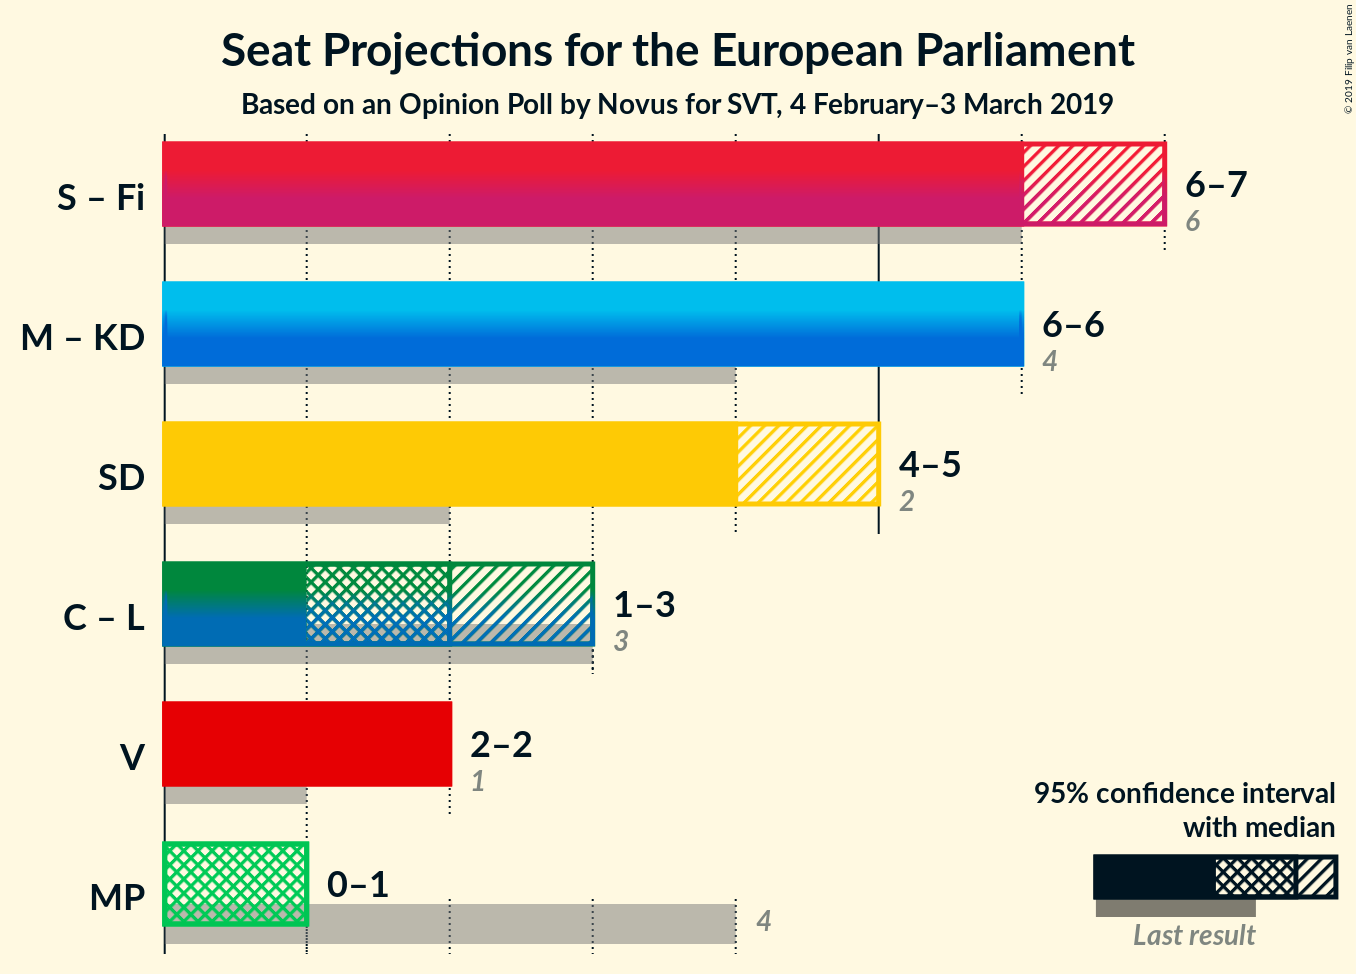 Seat Projections for the European Parliament
Based on an Opinion Poll by Novus for SVT, 4 February–3 March 2019
© 2019 Filip van Laenen
S – Fi
6–7
6
M – KD
6–6
4
SD
4–5
2
C – L
1–3
3
V
2–2
1
MP
0–1
4
95% confidence interval
with median
Last result